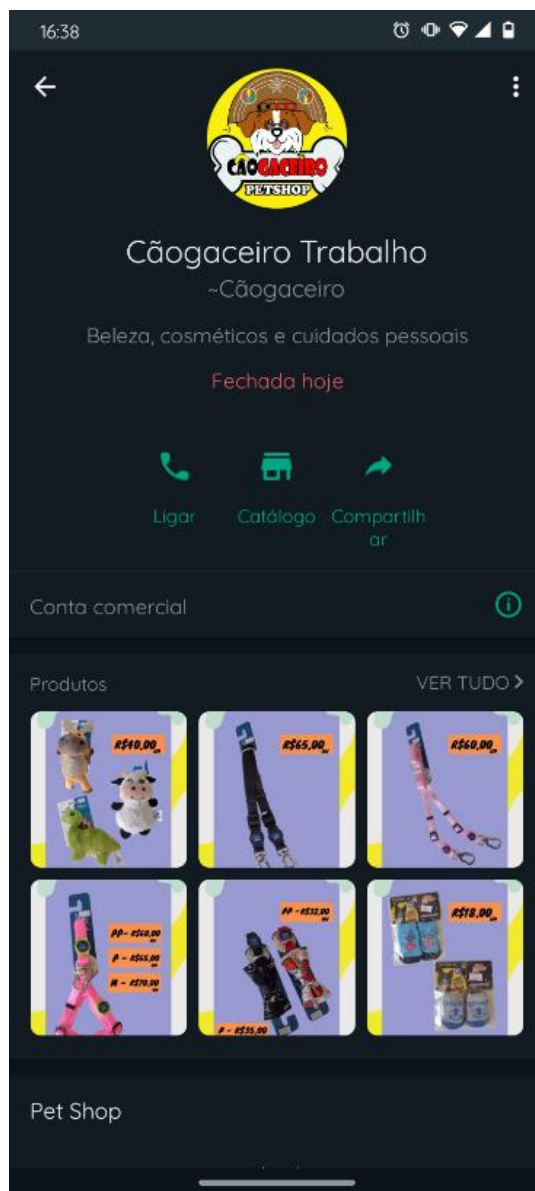 16:38
CÃOGACEIRO
PETSHOP
Cãogaceiro Trabalho
~Cãogaceiro
Beleza, cosméticos e cuidados pessoais
Fechada hoje
Ligar
Catálogo
Compartilh
ar
Conta comercial
Produtos
VER TUDO
R$40,00
R$65,00
R$60,00
PP- R$60,00
P - R$65,00
M - R$70,00
PP - R$32,00
P - R$35,00
R$18,00
Pet Shop